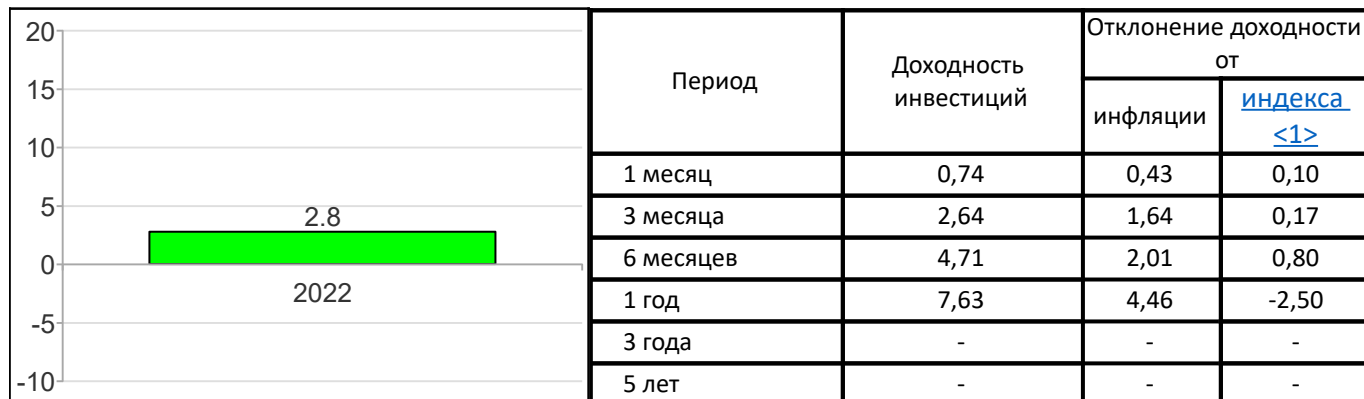 20
15
10
5
0
-5
-10
2.8
2022
Период
Доходность
инвестиций
Отклонение доходности
от
инфляции
индекса
<1>
1 месяц 0,74 0,43 0,10
3 месяца 2,64 1,64 0,17
6 месяцев 4,71 2,01 0,80
1 год 7,63 4,46 -2,50
3 года - - -
5 лет - - -